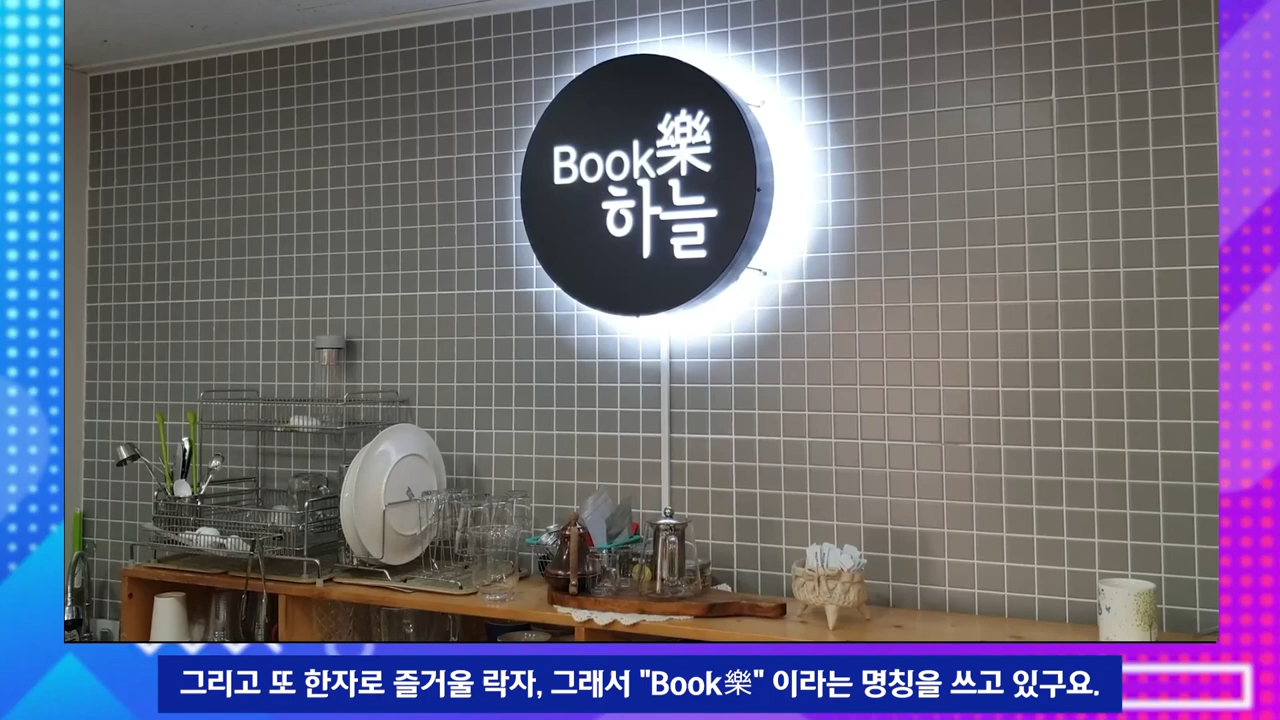 Book樂
하늘
그리고 또 한자로 즐거울 락자, 그래서 "Book樂" 이라는 명칭을 쓰고 있구요.